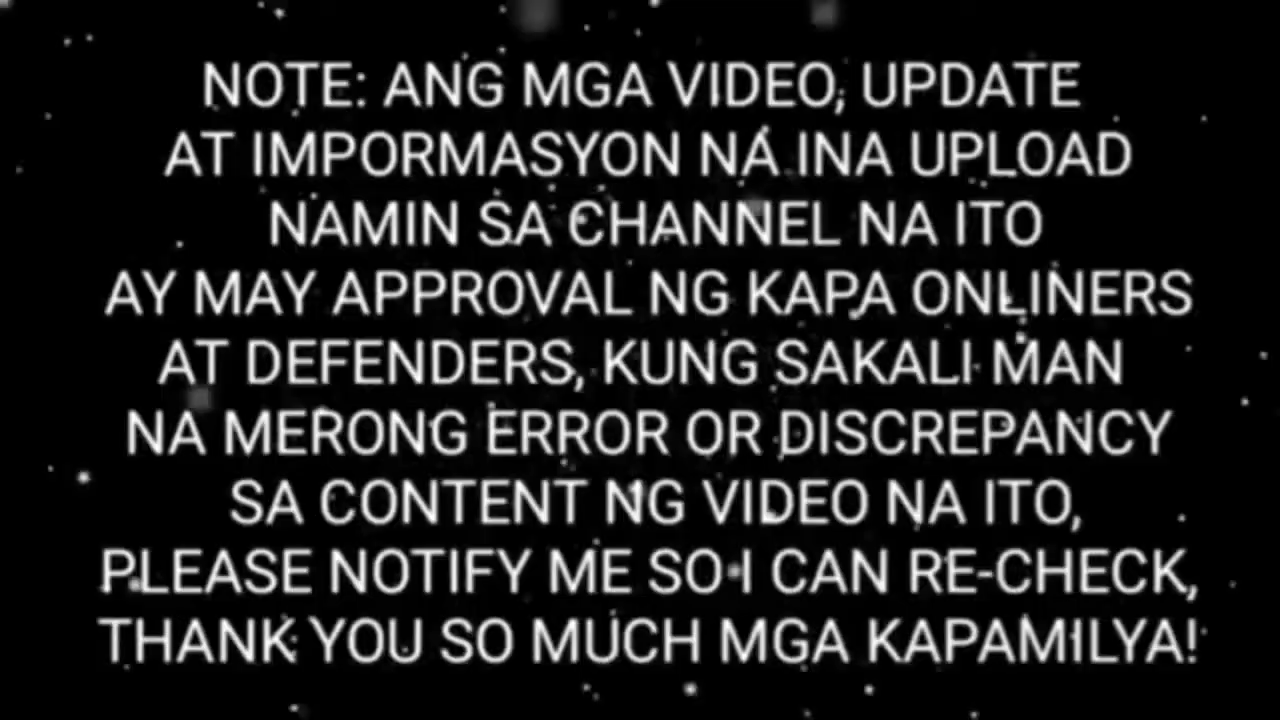 NOTE: ANG MGA VIDEO, UPDATE
AT IMPORMASYON NA INA UPLOAD
NAMIN SA CHANNEL NA ITO
AY MAY APPROVAL NG KAPA ONLINERS
AT DEFENDERS, KUNG SAKALI MAN
NA MERONG ERROR OR DISCREPANCY
SA CONTENT NG VIDEO NA ITO,
PLEASE NOTIFY ME SO I CAN RE-CHECK,
THANK YOU SO MUCH MGA KAPAMILYA!